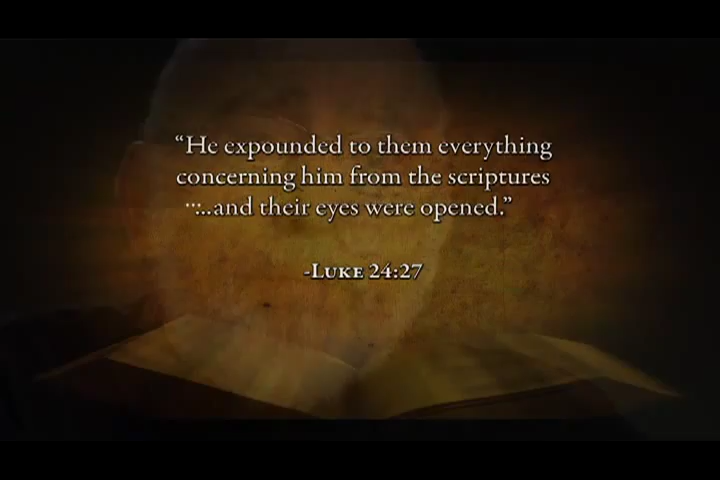 “He expounded to them everything
concerning him from the scriptures
...and their eyes were opened.”
-Luke 24:27